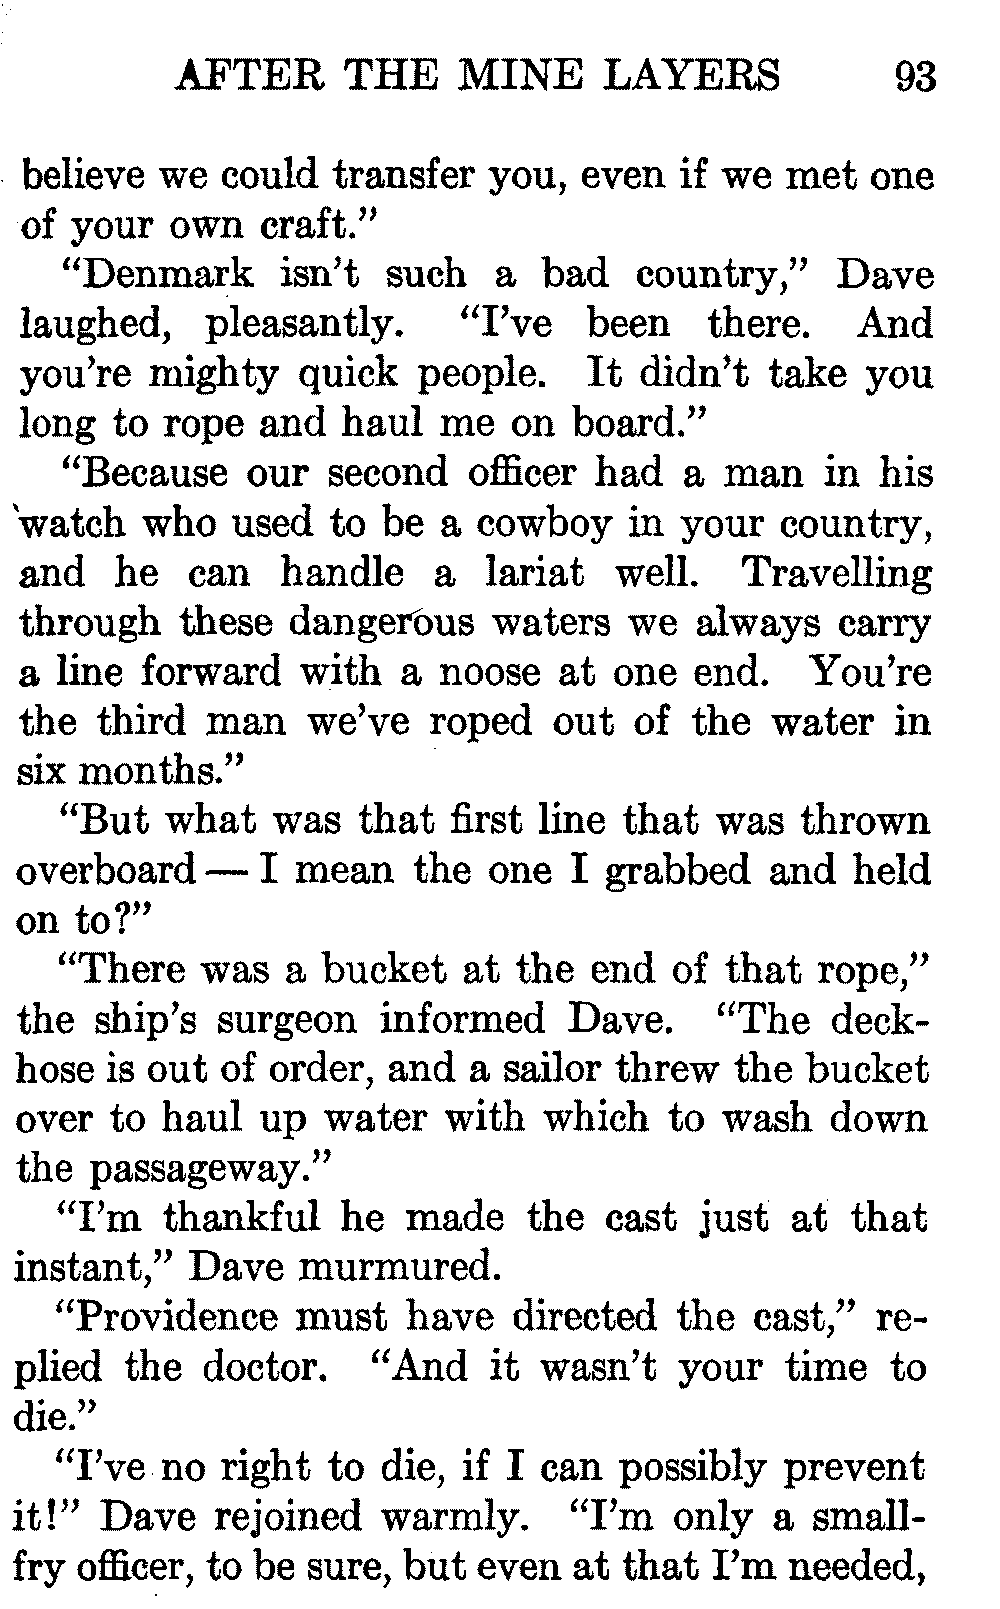 AFTER THE MINE LAYERS 93
believe we could transfer you, even if we met one
of your own craft.”
“Denmark isn’t such a bad country,” Dave
laughed, pleasantly. “I’ve been there. And
you’re mighty quick people. It didn’t take you
long to rope and haul me on board.”
“Because our second officer had a man in his
watch who used to be a cowboy in your country,
and he can handle a lariat well. Travelling
through these dangerous waters we always carry
a line forward with a noose at one end. You’re
the third man we’ve roped out of the water in
six months.”
“But what was that first line that was thrown
overboard — I mean the one I grabbed and held
on to?”
“There was a bucket at the end of that rope,”
the ship’s surgeon informed Dave. “The deck-
hose is out of order, and a sailor threw the bucket
over to haul up water with which to wash down
the passageway.”
“I’m thankful he made the cast just at that
instant,” Dave murmured.
“Providence must have directed the cast,” re-
plied the doctor. “And it wasn’t your time to
die.”
“I’ve no right to die, if I can possibly prevent
it!” Dave rejoined warmly. “I’m only a small-
fry officer, to be sure, but even at that I’m needed,